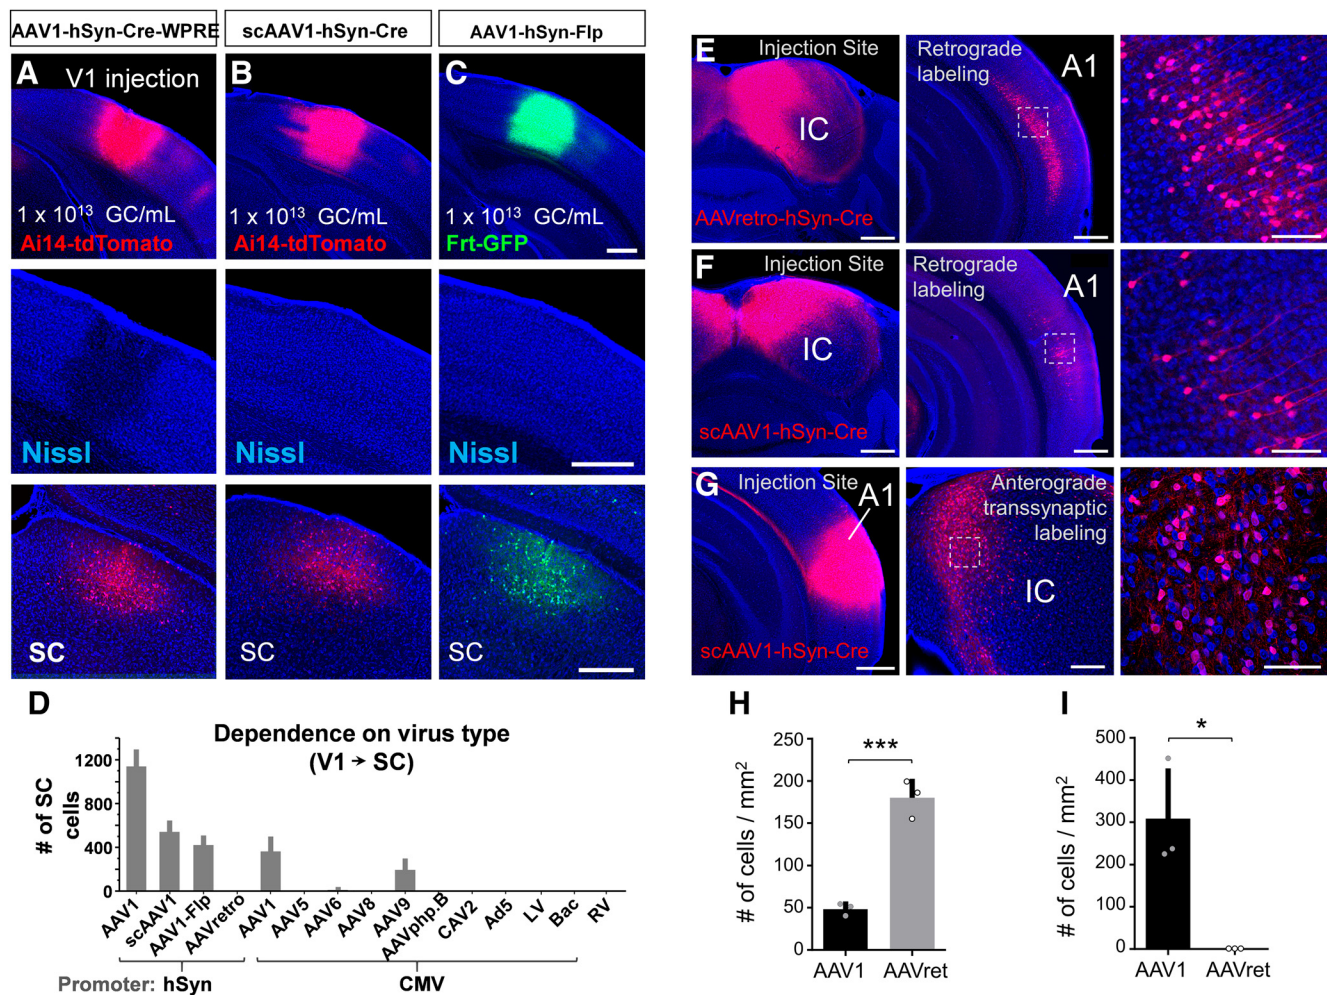 AAV1-hSyn-Cre-WPRE
scAAV1-hSyn-Cre
AAV1-hSyn-Flp
A
V1 injection
1 x 10¹³ GC/mL
Ai14-tdTomato
B
1 x 10¹³ GC/mL
Ai14-tdTomato
C
1 x 10¹³ GC/mL
Frt-GFP
Nissl
Nissl
Nissl
SC
SC
SC
D
Dependence on virus type
(V1 → SC)
# of SC
cells
1200
800
400
0
AAV1
scAAV1
AAV1-Flp
AAVretro
AAV1
AAV5
AAV6
AAV8
AAV9
AAVphp.B
CAV2
Ad5
LV
Bac
RV
Promoter: hSyn
CMV
E
Injection Site
IC
AAVretro-hSyn-Cre
Retrograde
labeling
A1
F
Injection Site
IC
scAAV1-hSyn-Cre
Retrograde
labeling
A1
G
Injection Site
A1
scAAV1-hSyn-Cre
Anterograde
transsynaptic
labeling
IC
H
# of cells / mm²
250
200
150
100
50
0
***
AAV1
AAVret
I
# of cells / mm²
500
400
300
200
100
0
*
AAV1
AAVret